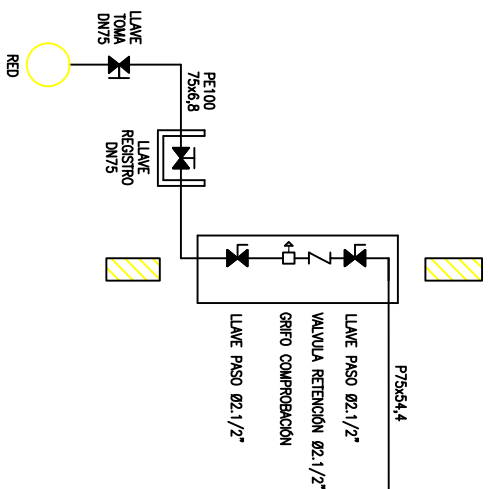 RED
LLAVE
TOMA
DN75
PE100
75x6,8
LLAVE
REGISTRO
DN75
LLAVE PASO Ø2.1/2"
GRIFO COMPROBACIÓN
VALVULA RETENCIÓN Ø2.1/2"
LLAVE PASO Ø2.1/2"
P75x54,4